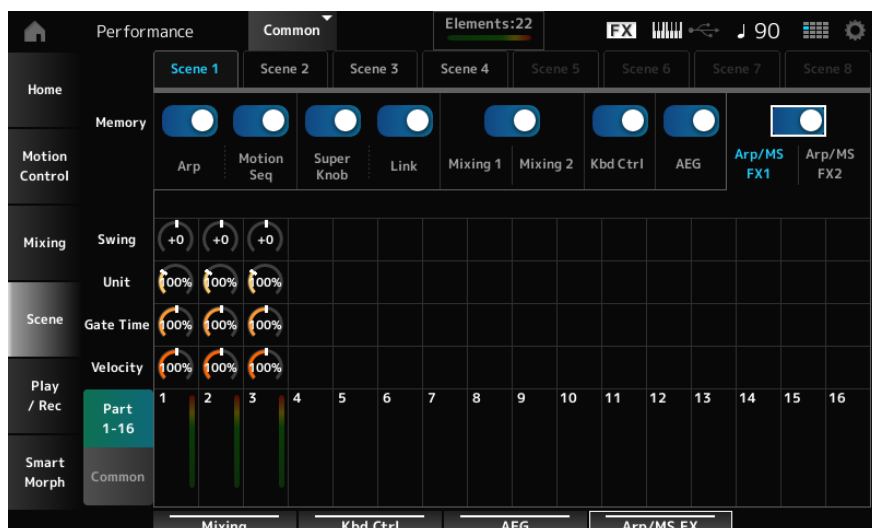 Performance Common Elements:22 FX ♩ 90
Scene 1 Scene 2 Scene 3 Scene 4 Scene 5 Scene 6 Scene 7 Scene 8
Home
Memory
Arp Motion Seq Super Knob Link Mixing 1 Mixing 2 Kbd Ctrl AEG Arp/MS FX1 Arp/MS FX2
Motion Control
Mixing
Swing +0 +0 +0
Unit 100% 100% 100%
Scene
Gate Time 100% 100% 100%
Velocity 100% 100% 100%
Play / Rec
Part 1-16
1 2 3 4 5 6 7 8 9 10 11 12 13 14 15 16
Smart Morph
Common
Mixing Kbd Ctrl AEG Arp/MS FX